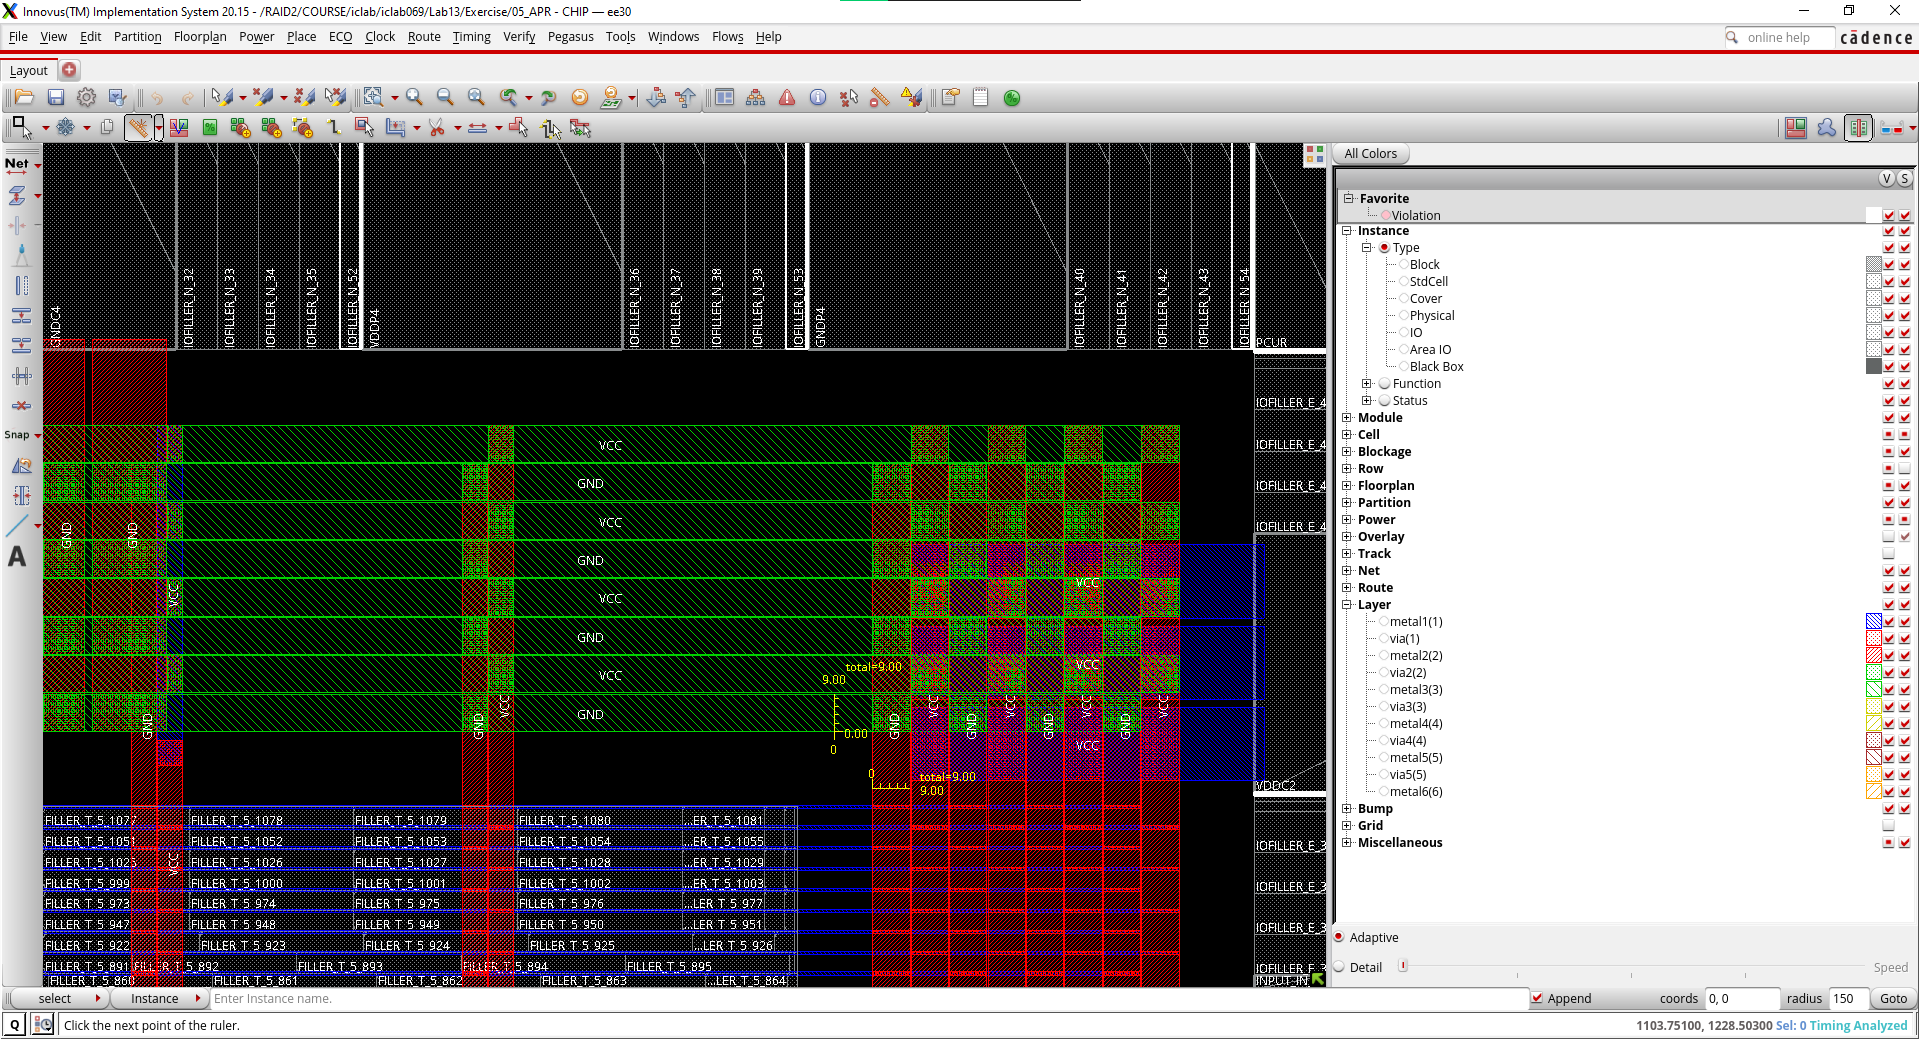 Innovus(TM) Implementation System 20.15 - /RAID2/COURSE/iclab/iclab069/Lab13/Exercise/05_APR - CHIP — ee30
File View Edit Partition Floorplan Power Place ECO Clock Route Timing Verify Pegasus Tools Windows Flows Help
online help
cādence
Layout
Net
Snap
A
All Colors
V S
Favorite
Violation
Instance
Type
Block
StdCell
Cover
Physical
IO
Area IO
Black Box
Function
Status
Module
Cell
Blockage
Row
Floorplan
Partition
Power
Overlay
Track
Net
Route
Layer
metal1(1)
via(1)
metal2(2)
via2(2)
metal3(3)
via3(3)
metal4(4)
via4(4)
metal5(5)
via5(5)
metal6(6)
Bump
Grid
Miscellaneous
Adaptive
Detail
Speed
GNDC4 IOFILLER_N_32 IOFILLER_N_33 IOFILLER_N_34 IOFILLER_N_35 IOFILLER_N_52 VDDP4 IOFILLER_N_36 IOFILLER_N_37 IOFILLER_N_38 IOFILLER_N_39 IOFILLER_N_53 GNDP4 IOFILLER_N_40 IOFILLER_N_41 IOFILLER_N_42 IOFILLER_N_43 IOFILLER_N_54 PCUR
IOFILLER_E_4
IOFILLER_E_4
IOFILLER_E_4
IOFILLER_E_4
VCC
GND
VCC
GND
VCC
GND
VCC
GND
GND GND
VCC
GND
GND VCC
VCC
VCC
VCC
GND VCC GND VCC GND VCC GND VCC
total=9.00
9.00
0.00
0
0
total=9.00
9.00
VDDC2
VCC
FILLER_T_5_1077 FILLER_T_5_1078 FILLER_T_5_1079 FILLER_T_5_1080 ...ER_T_5_1081
FILLER_T_5_1051 FILLER_T_5_1052 FILLER_T_5_1053 FILLER_T_5_1054 ...ER_T_5_1055
FILLER_T_5_1025 FILLER_T_5_1026 FILLER_T_5_1027 FILLER_T_5_1028 ...ER_T_5_1029
FILLER_T_5_999 FILLER_T_5_1000 FILLER_T_5_1001 FILLER_T_5_1002 ...ER_T_5_1003
FILLER_T_5_973 FILLER_T_5_974 FILLER_T_5_975 FILLER_T_5_976 ...LER_T_5_977
FILLER_T_5_947 FILLER_T_5_948 FILLER_T_5_949 FILLER_T_5_950 ...LER_T_5_951
FILLER_T_5_922 FILLER_T_5_923 FILLER_T_5_924 FILLER_T_5_925 ...LER_T_5_926
FILLER_T_5_891 FILLER_T_5_892 FILLER_T_5_893 FILLER_T_5_894 FILLER_T_5_895
FILLER_T_5_860 FILLER_T_5_861 FILLER_T_5_862 FILLER_T_5_863 ...LER_T_5_864
IOFILLER_E_3
IOFILLER_E_3
IOFILLER_E_3
IOFILLER_E_3
select Instance Enter Instance name. Append coords 0, 0 radius 150 Goto
Q Click the next point of the ruler. 1103.75100, 1228.50300 Sel: 0 Timing Analyzed